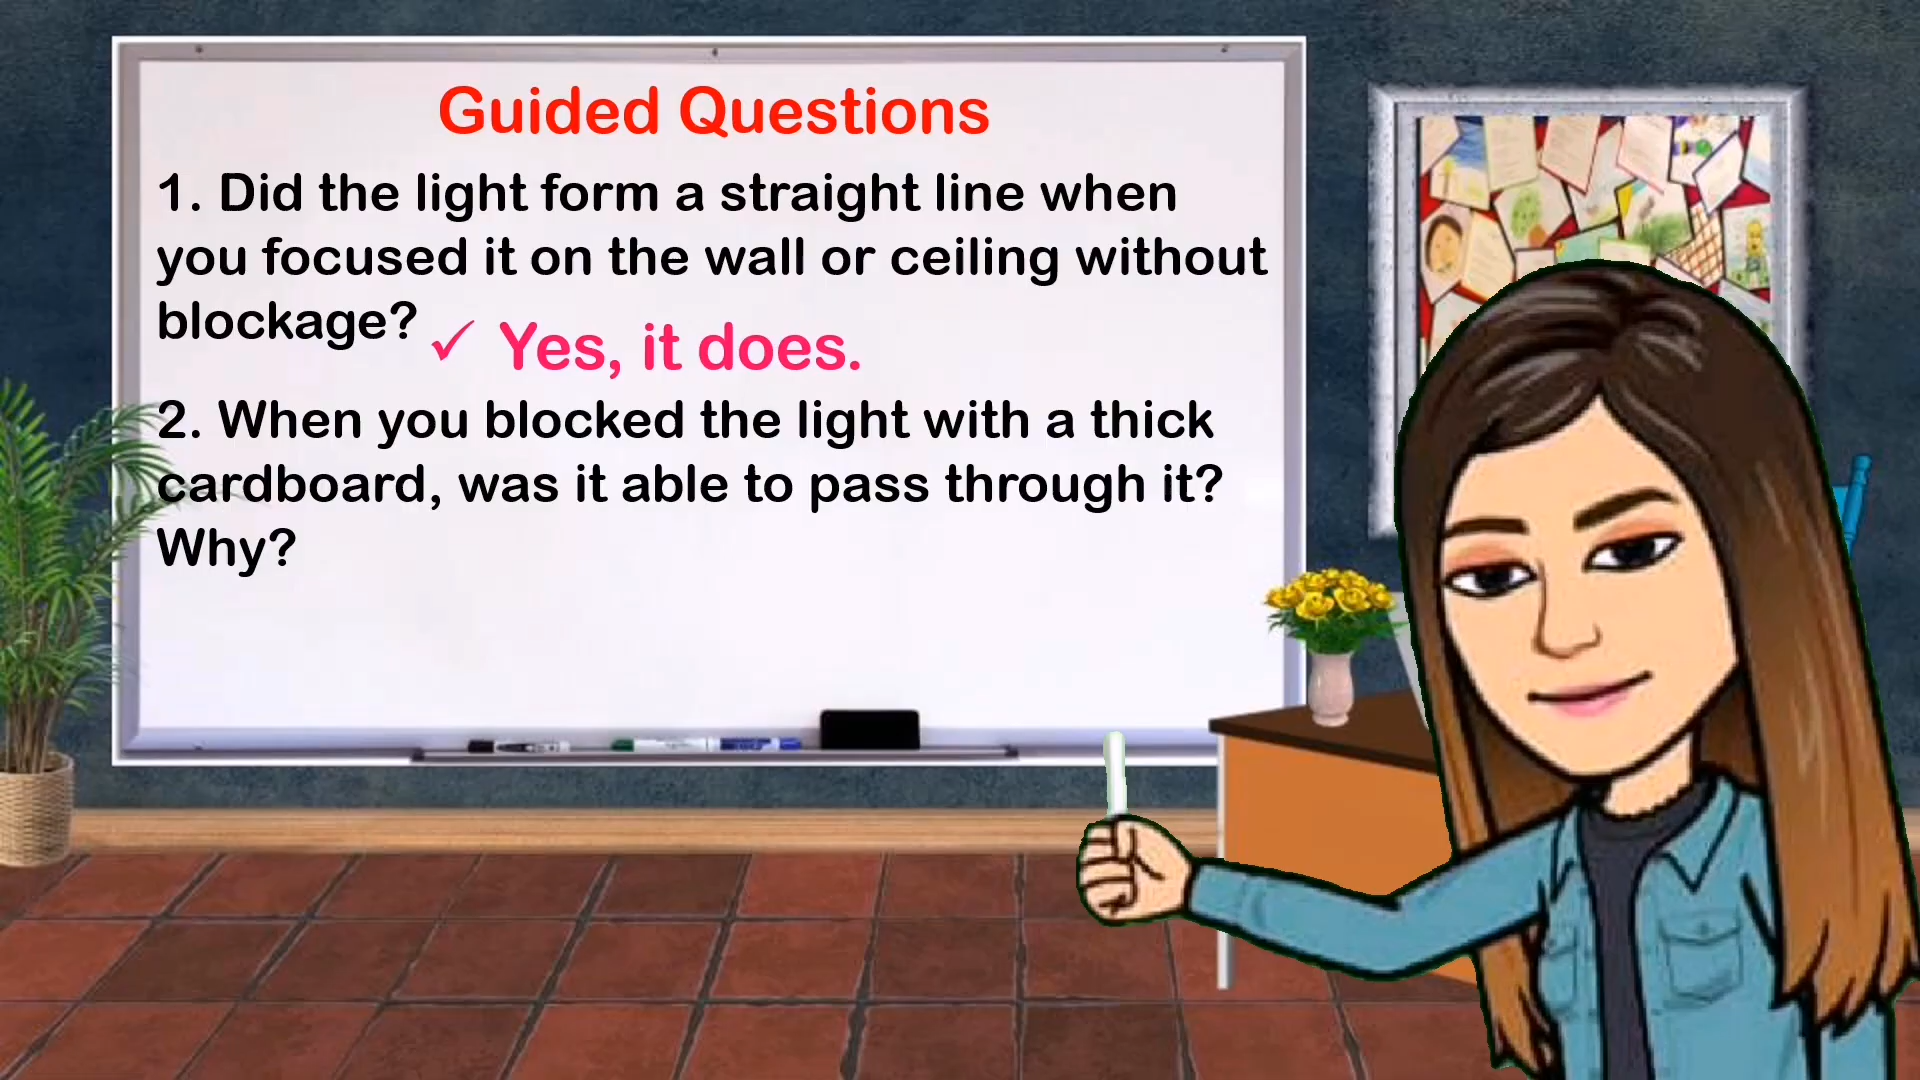 Guided Questions
1. Did the light form a straight line when
you focused it on the wall or ceiling without
blockage?
✓ Yes, it does.
2. When you blocked the light with a thick
cardboard, was it able to pass through it?
Why?